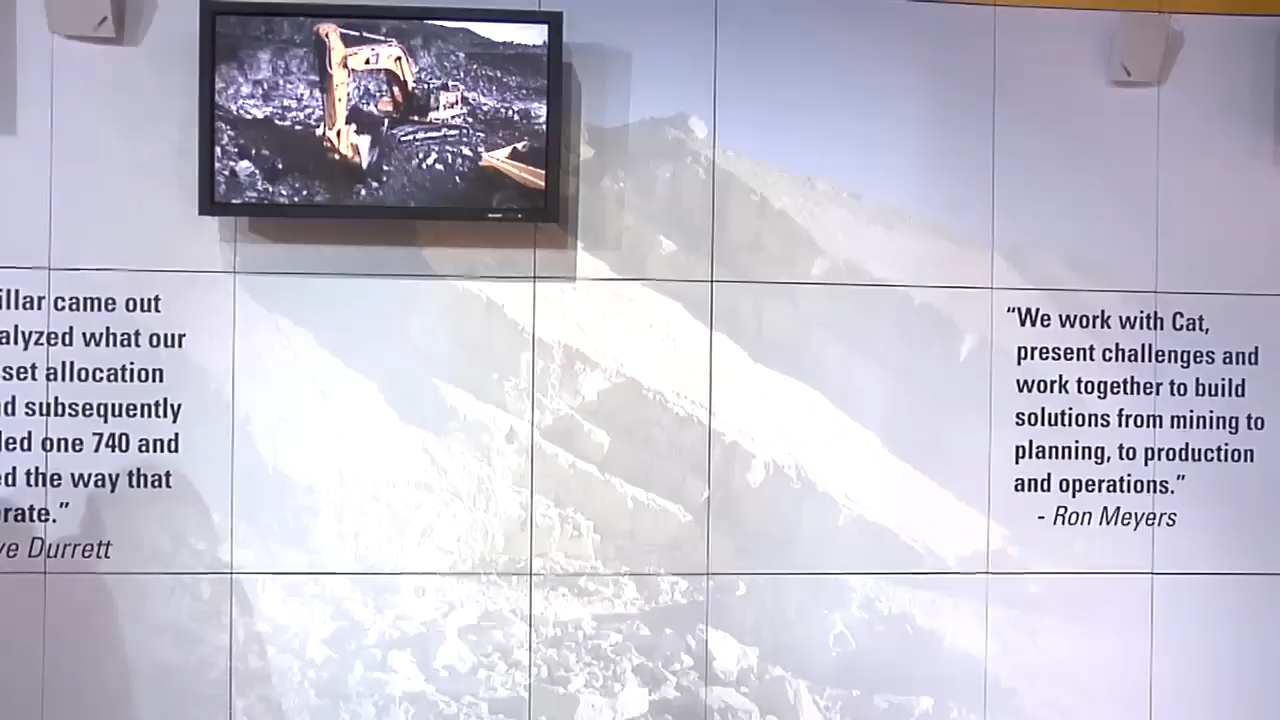 illar came out
alyzed what our
set allocation
d subsequently
led one 740 and
ed the way that
rate.”
ve Durrett
“We work with Cat,
present challenges and
work together to build
solutions from mining to
planning, to production
and operations.”
- Ron Meyers